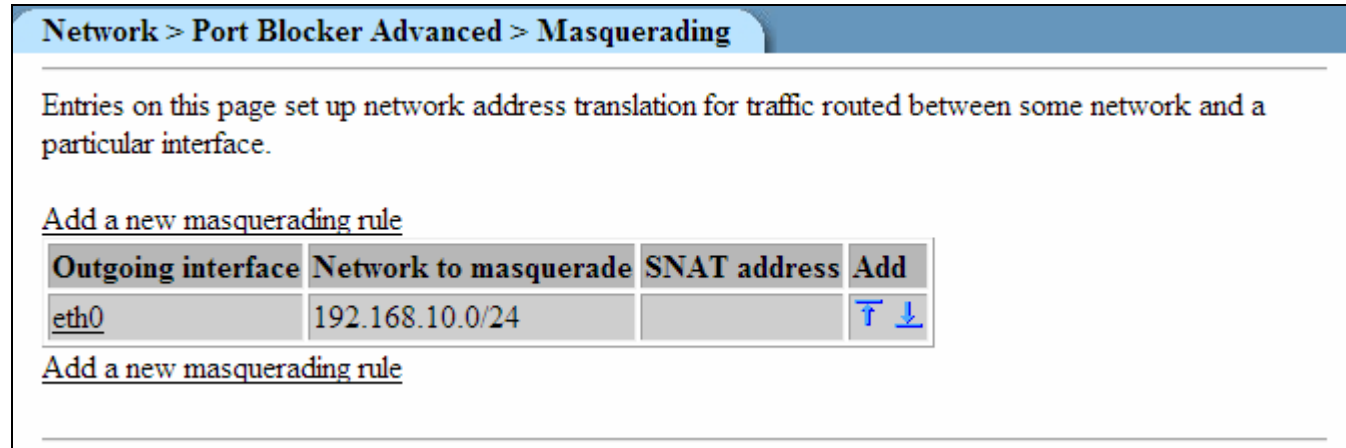 Network > Port Blocker Advanced > Masquerading
Entries on this page set up network address translation for traffic routed between some network and a
particular interface.
Add a new masquerading rule
Outgoing interface Network to masquerade SNAT address Add
eth0 192.168.10.0/24
Add a new masquerading rule